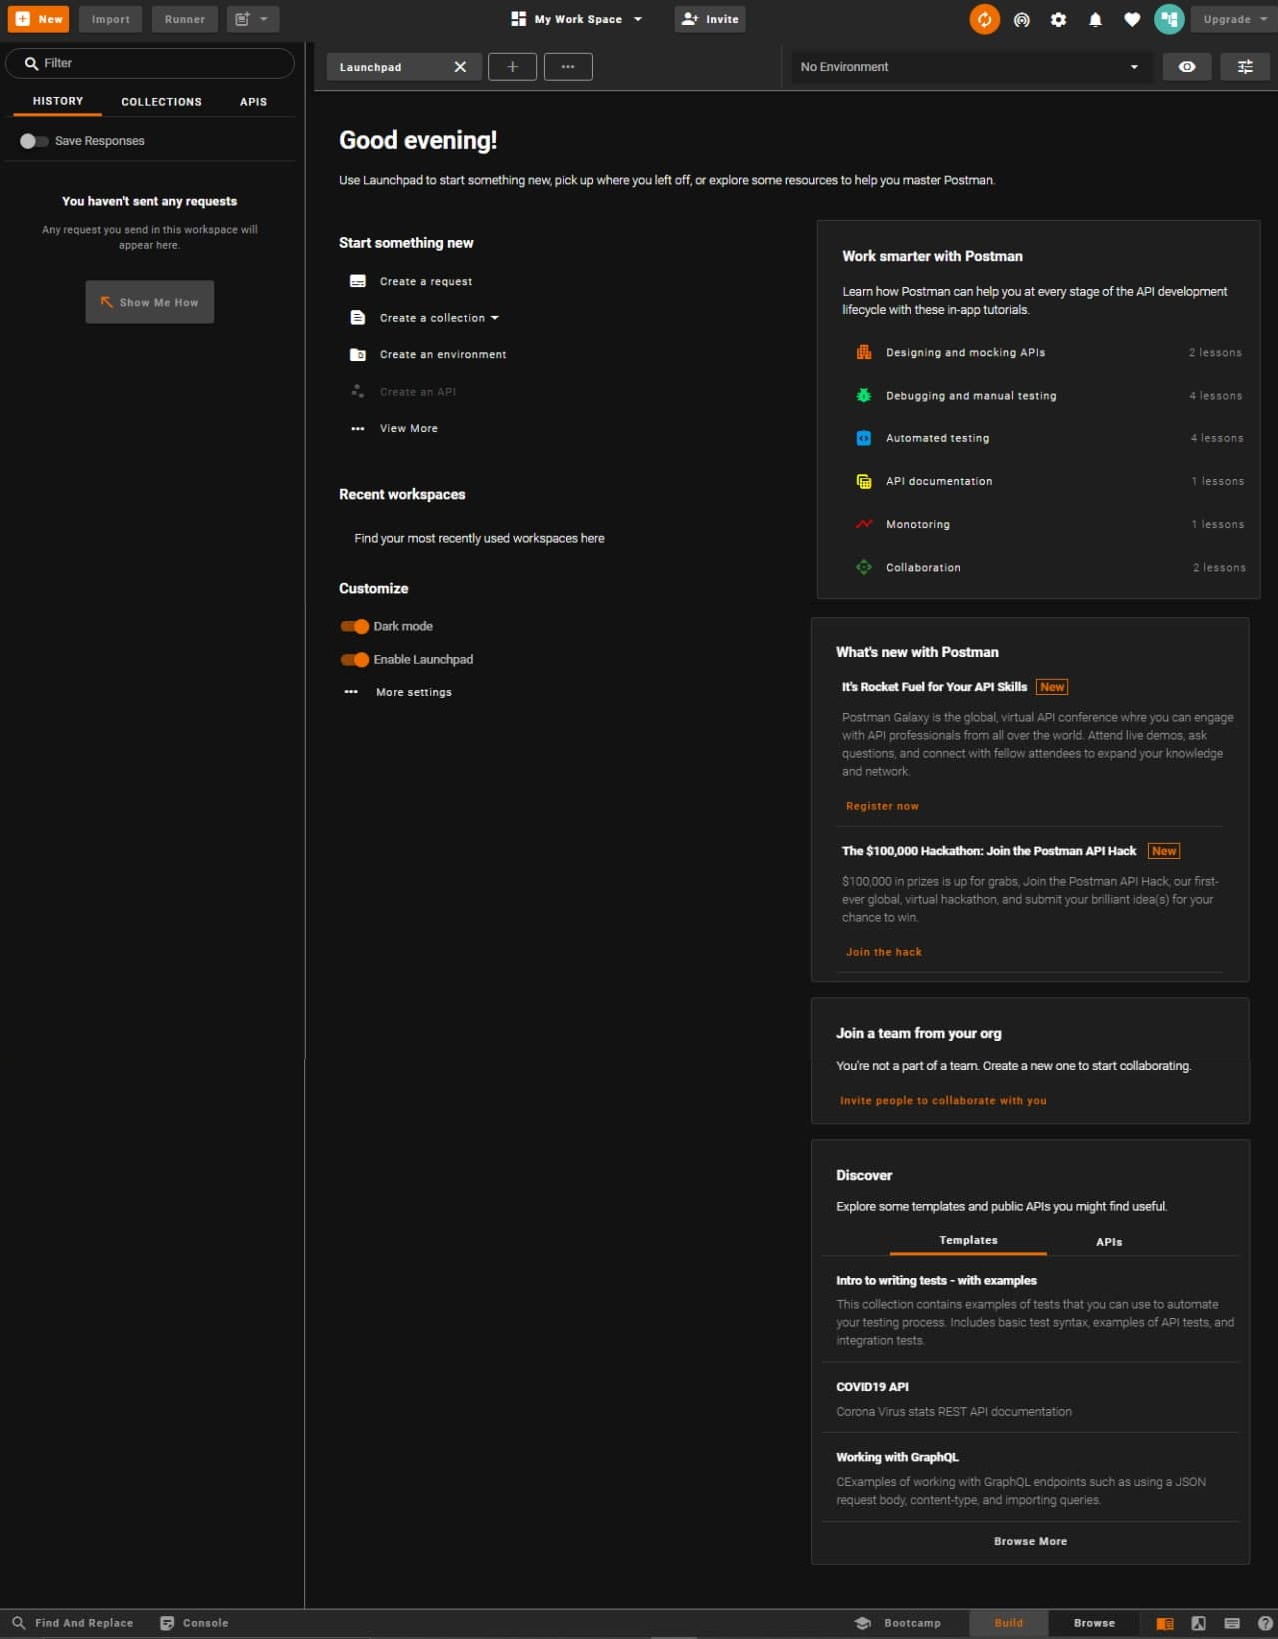 New
Import
Runner
My Work Space
Invite
Upgrade
Filter
HISTORY
COLLECTIONS
APIS
Save Responses
You haven't sent any requests
Any request you send in this workspace will
appear here.
Show Me How
Launchpad
No Environment
Good evening!
Use Launchpad to start something new, pick up where you left off, or explore some resources to help you master Postman.
Start something new
Create a request
Create a collection
Create an environment
Create an API
View More
Recent workspaces
Find your most recently used workspaces here
Customize
Dark mode
Enable Launchpad
More settings
Work smarter with Postman
Learn how Postman can help you at every stage of the API development
lifecycle with these in-app tutorials.
Designing and mocking APIs 2 lessons
Debugging and manual testing 4 lessons
Automated testing 4 lessons
API documentation 1 lessons
Monotoring 1 lessons
Collaboration 2 lessons
What's new with Postman
It's Rocket Fuel for Your API Skills New
Postman Galaxy is the global, virtual API conference whre you can engage
with API professionals from all over the world. Attend live demos, ask
questions, and connect with fellow attendees to expand your knowledge
and network.
Register now
The $100,000 Hackathon: Join the Postman API Hack New
$100,000 in prizes is up for grabs, Join the Postman API Hack, our first-
ever global, virtual hackathon, and submit your brilliant idea(s) for your
chance to win.
Join the hack
Join a team from your org
You're not a part of a team. Create a new one to start collaborating.
Invite people to collaborate with you
Discover
Explore some templates and public APIs you might find useful.
Templates
APIs
Intro to writing tests - with examples
This collection contains examples of tests that you can use to automate
your testing process. Includes basic test syntax, examples of API tests, and
integration tests.
COVID19 API
Corona Virus stats REST API documentation
Working with GraphQL
CExamples of working with GraphQL endpoints such as using a JSON
request body, content-type, and importing queries.
Browse More
Find And Replace
Console
Bootcamp
Build
Browse